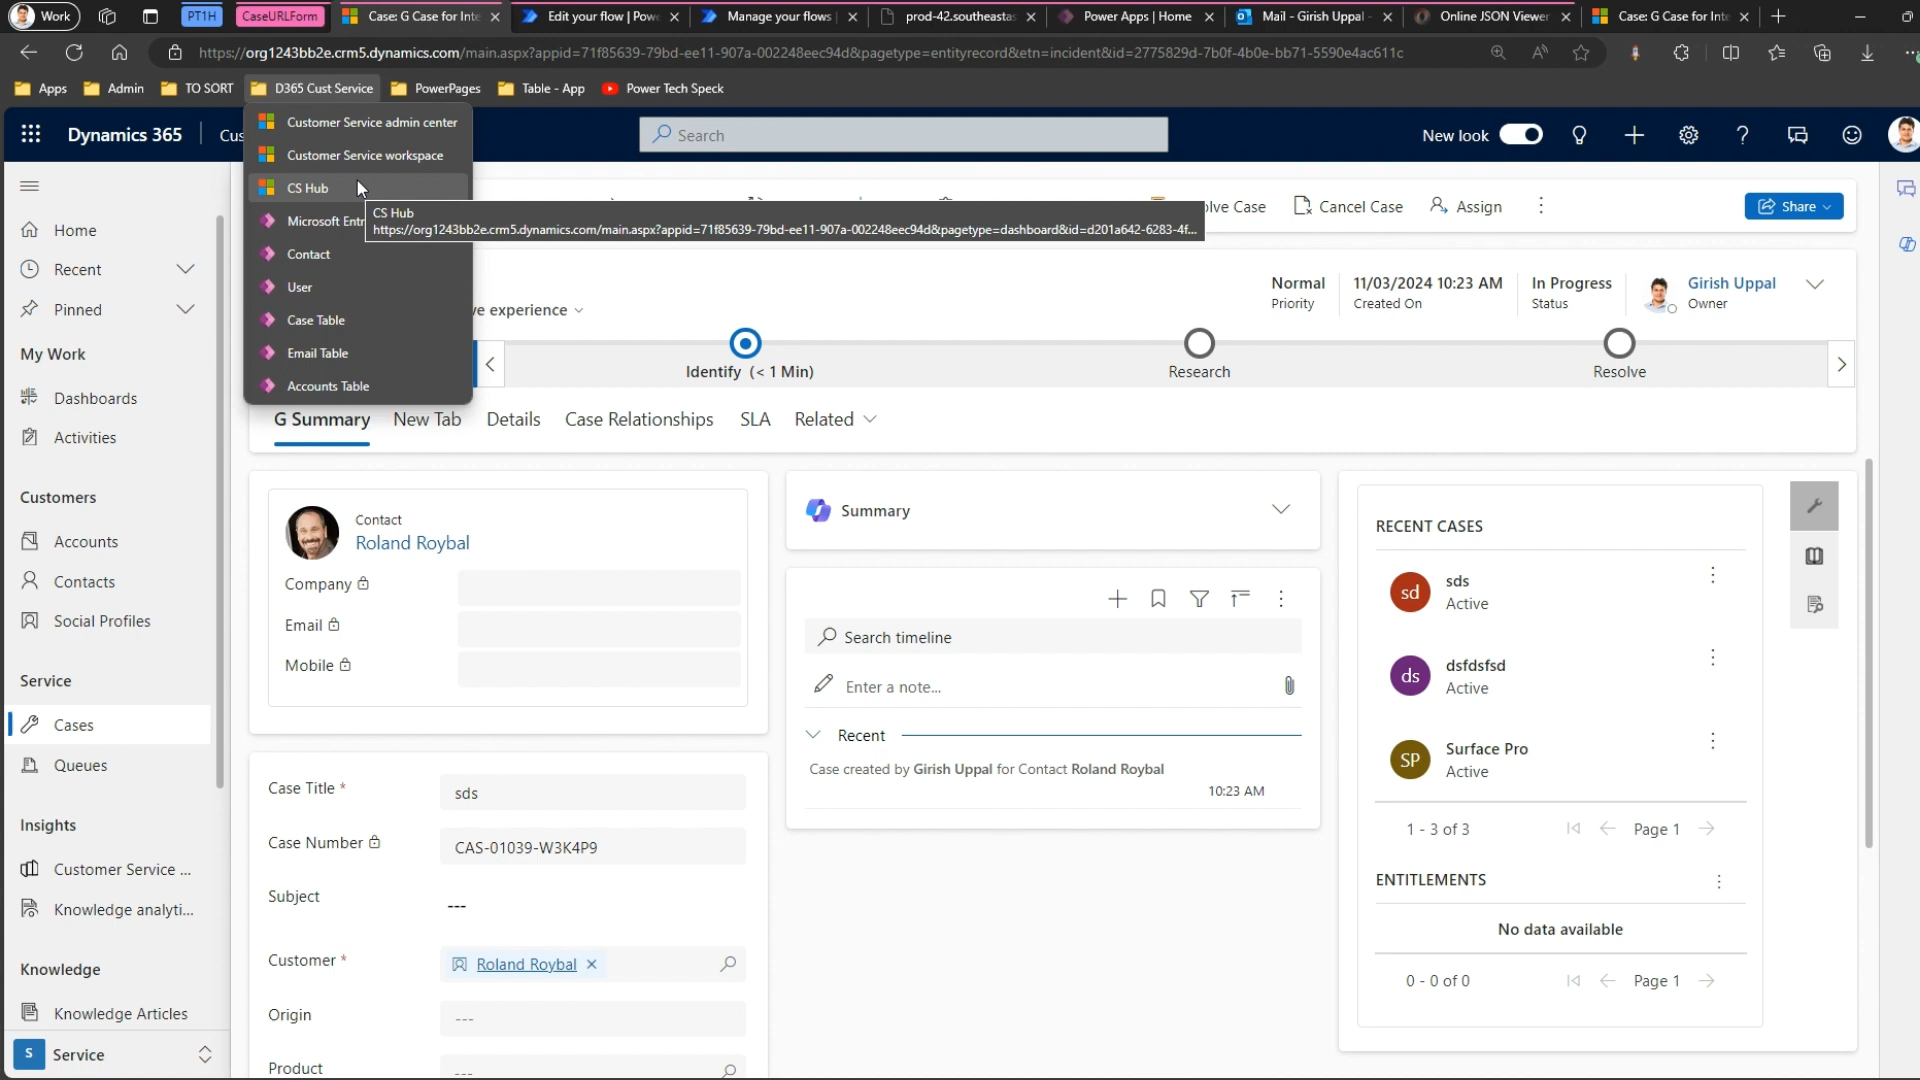 Work
PT1H
CaseURLForm
Case: G Case for Inte
Edit your flow | Powe
Manage your flows
prod-42.southeastas
Power Apps | Home
Mail - Girish Uppal
Online JSON Viewer
Case: G Case for Inte
https://org1243bb2e.crm5.dynamics.com/main.aspx?appid=71f85639-79bd-ee11-907a-002248eec94d&pagetype=entityrecord&etn=incident&id=2775829d-7b0f-4b0e-bb71-5590e4ac611c
Apps
Admin
TO SORT
D365 Cust Service
PowerPages
Table - App
Power Tech Speck
Dynamics 365
Cus
Search
New look
Customer Service admin center
Customer Service workspace
CS Hub
Microsoft Entr
Contact
User
Case Table
Email Table
Accounts Table
CS Hub
https://org1243bb2e.crm5.dynamics.com/main.aspx?appid=71f85639-79bd-ee11-907a-002248eec94d&pagetype=dashboard&id=d201a642-6283-4f...
lve Case
Cancel Case
Assign
Share
Home
Recent
Pinned
My Work
Dashboards
Activities
Customers
Accounts
Contacts
Social Profiles
Service
Cases
Queues
Insights
Customer Service ...
Knowledge analyti...
Knowledge
Knowledge Articles
S Service
ve experience
Normal
Priority
11/03/2024 10:23 AM
Created On
In Progress
Status
Girish Uppal
Owner
Identify (< 1 Min)
Research
Resolve
G Summary
New Tab
Details
Case Relationships
SLA
Related
Contact
Roland Roybal
Company
Email
Mobile
Case Title *
sds
Case Number
CAS-01039-W3K4P9
Subject
---
Customer *
Roland Roybal
Origin
---
Product
---
Summary
Search timeline
Enter a note...
Recent
Case created by Girish Uppal for Contact Roland Roybal
10:23 AM
RECENT CASES
sd
sds
Active
ds
dsfdsfsd
Active
SP
Surface Pro
Active
1 - 3 of 3
Page 1
ENTITLEMENTS
No data available
0 - 0 of 0
Page 1